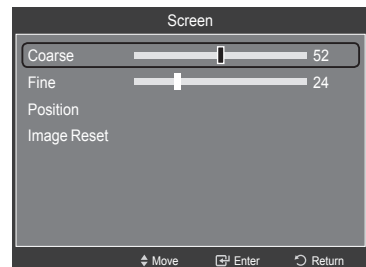 Screen
Coarse 52
Fine 24
Position
Image Reset
Move Enter Return